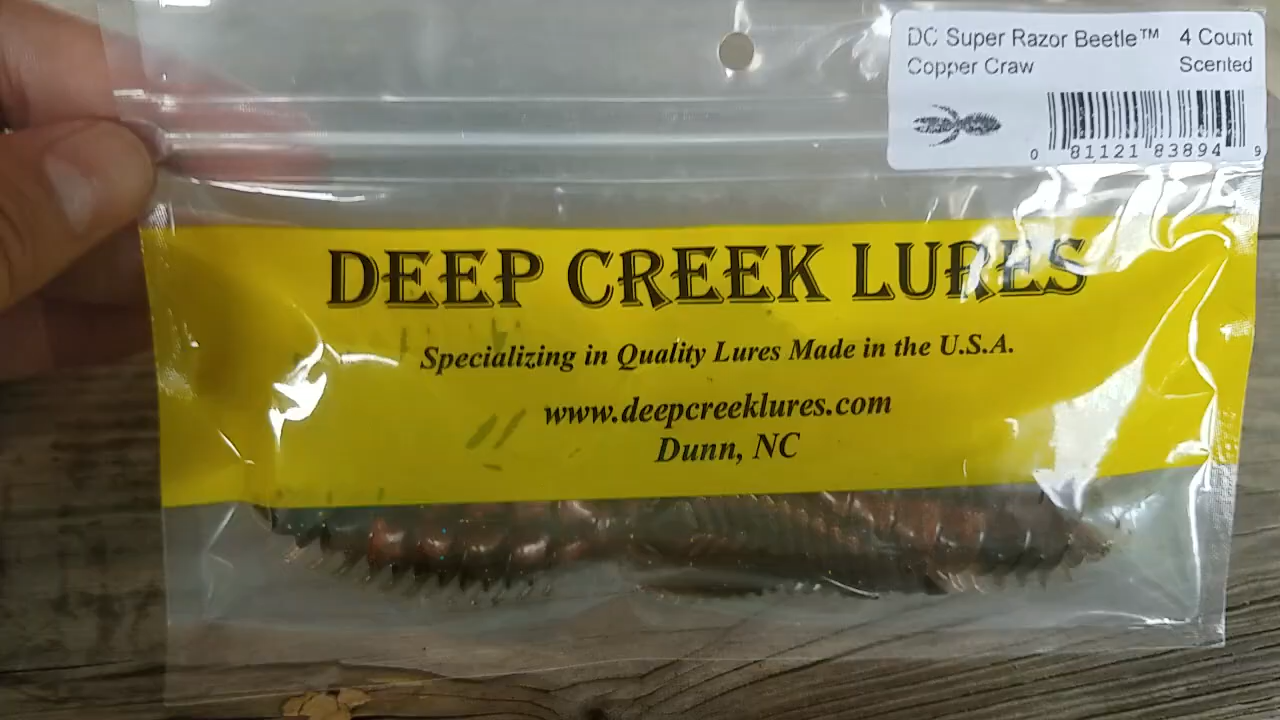 DC Super Razor Beetle™ 4 Count
Copper Craw Scented
0 81121 83894 9
DEEP CREEK LURES
Specializing in Quality Lures Made in the U.S.A.
www.deepcreeklures.com
Dunn, NC